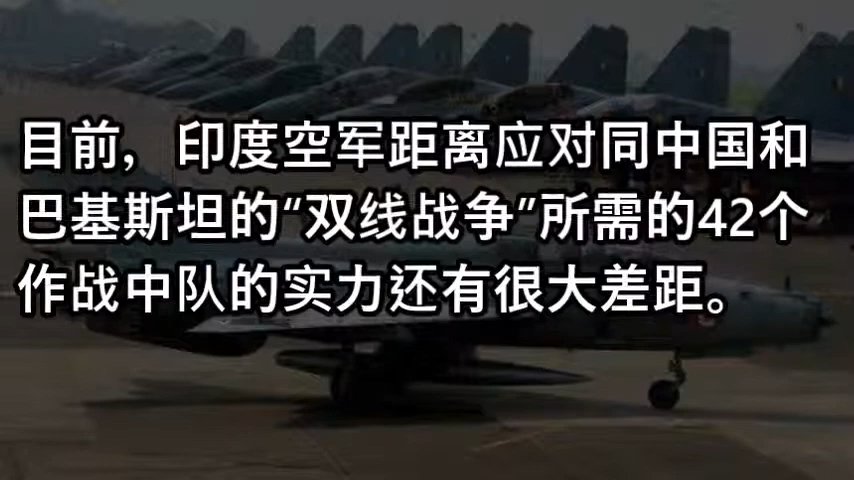 目前，印度空军距离应对同中国和
巴基斯坦的“双线战争”所需的42个
作战中队的实力还有很大差距。